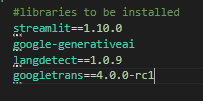 #libraries to be installed
streamlit==1.10.0
google-generativeai
langdetect==1.0.9
googletrans==4.0.0-rc1